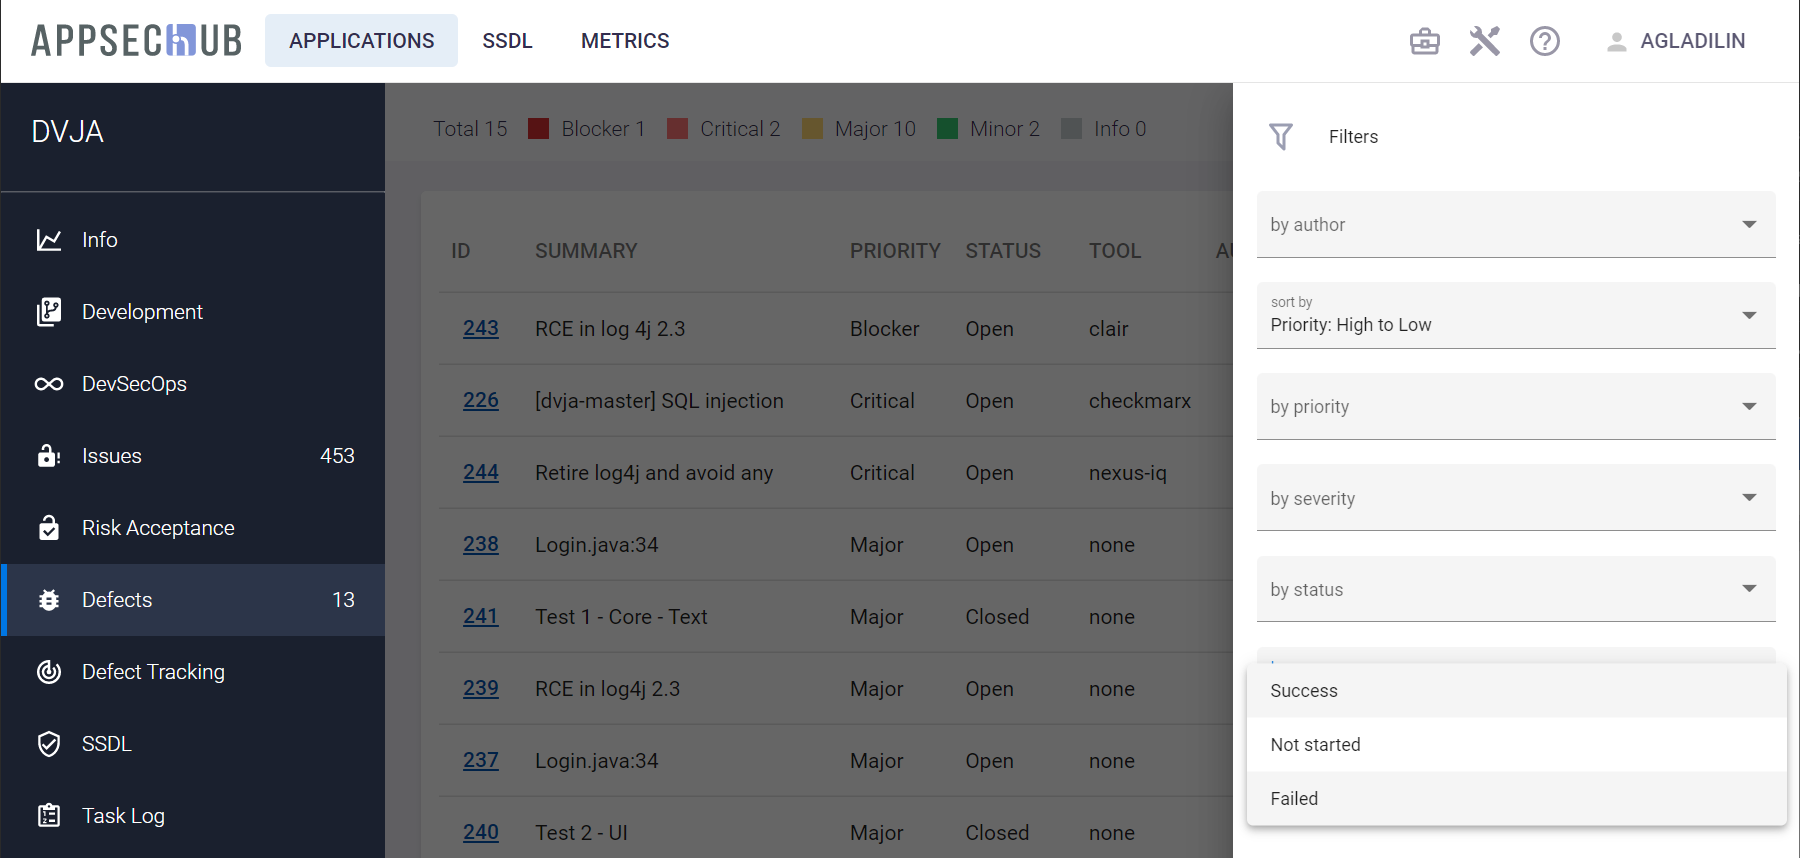 APPSECHUB
APPLICATIONS
SSDL
METRICS
AGLADILIN
DVJA
Info
Development
DevSecOps
Issues 453
Risk Acceptance
Defects 13
Defect Tracking
SSDL
Task Log
Total 15 Blocker 1 Critical 2 Major 10 Minor 2 Info 0
ID SUMMARY PRIORITY STATUS TOOL
243 RCE in log 4j 2.3 Blocker Open clair
226 [dvja-master] SQL injection Critical Open checkmarx
244 Retire log4j and avoid any Critical Open nexus-iq
238 Login.java:34 Major Open none
241 Test 1 - Core - Text Major Closed none
239 RCE in log4j 2.3 Major Open none
237 Login.java:34 Major Open none
240 Test 2 - UI Major Closed none
Filters
by author
sort by
Priority: High to Low
by priority
by severity
by status
Success
Not started
Failed